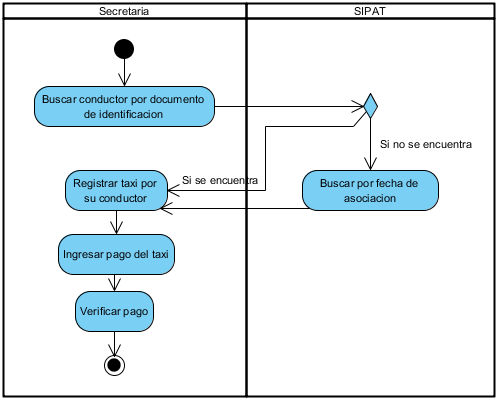 Secretaria
SIPAT
Buscar conductor por documento
de identificacion
Si no se encuentra
Si se encuentra
Registrar taxi por
su conductor
Buscar por fecha de
asociacion
Ingresar pago del taxi
Verificar pago